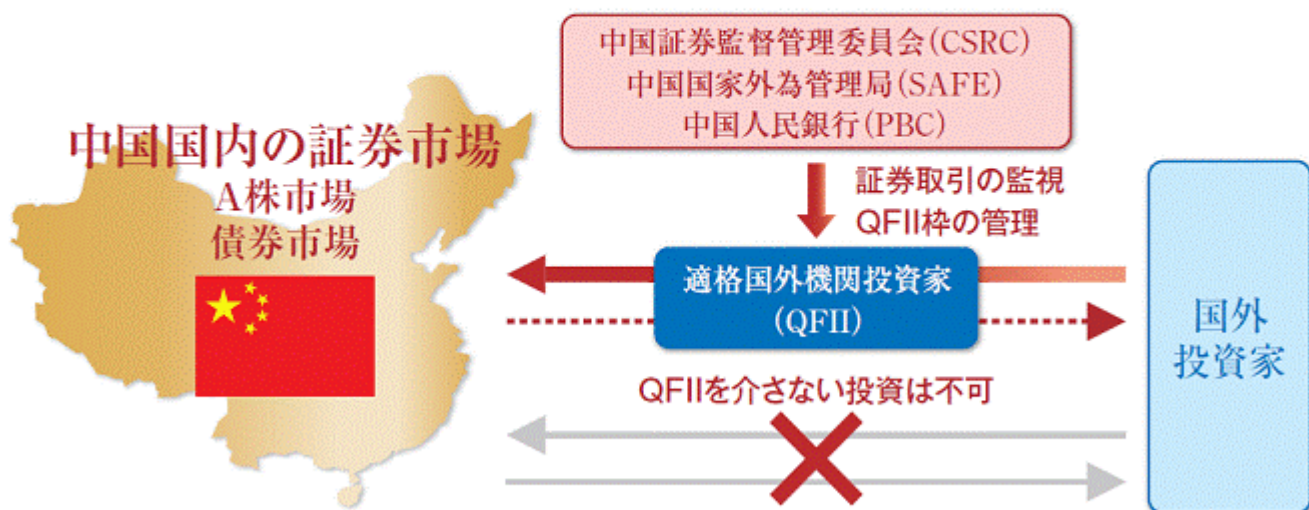 中国証券監督管理委員会(CSRC)
中国国家外為管理局(SAFE)
中国人民銀行(PBC)
中国国内の証券市場
A株市場
債券市場
証券取引の監視
QFII枠の管理
適格国外機関投資家
(QFII)
国外
投資家
QFIIを介さない投資は不可